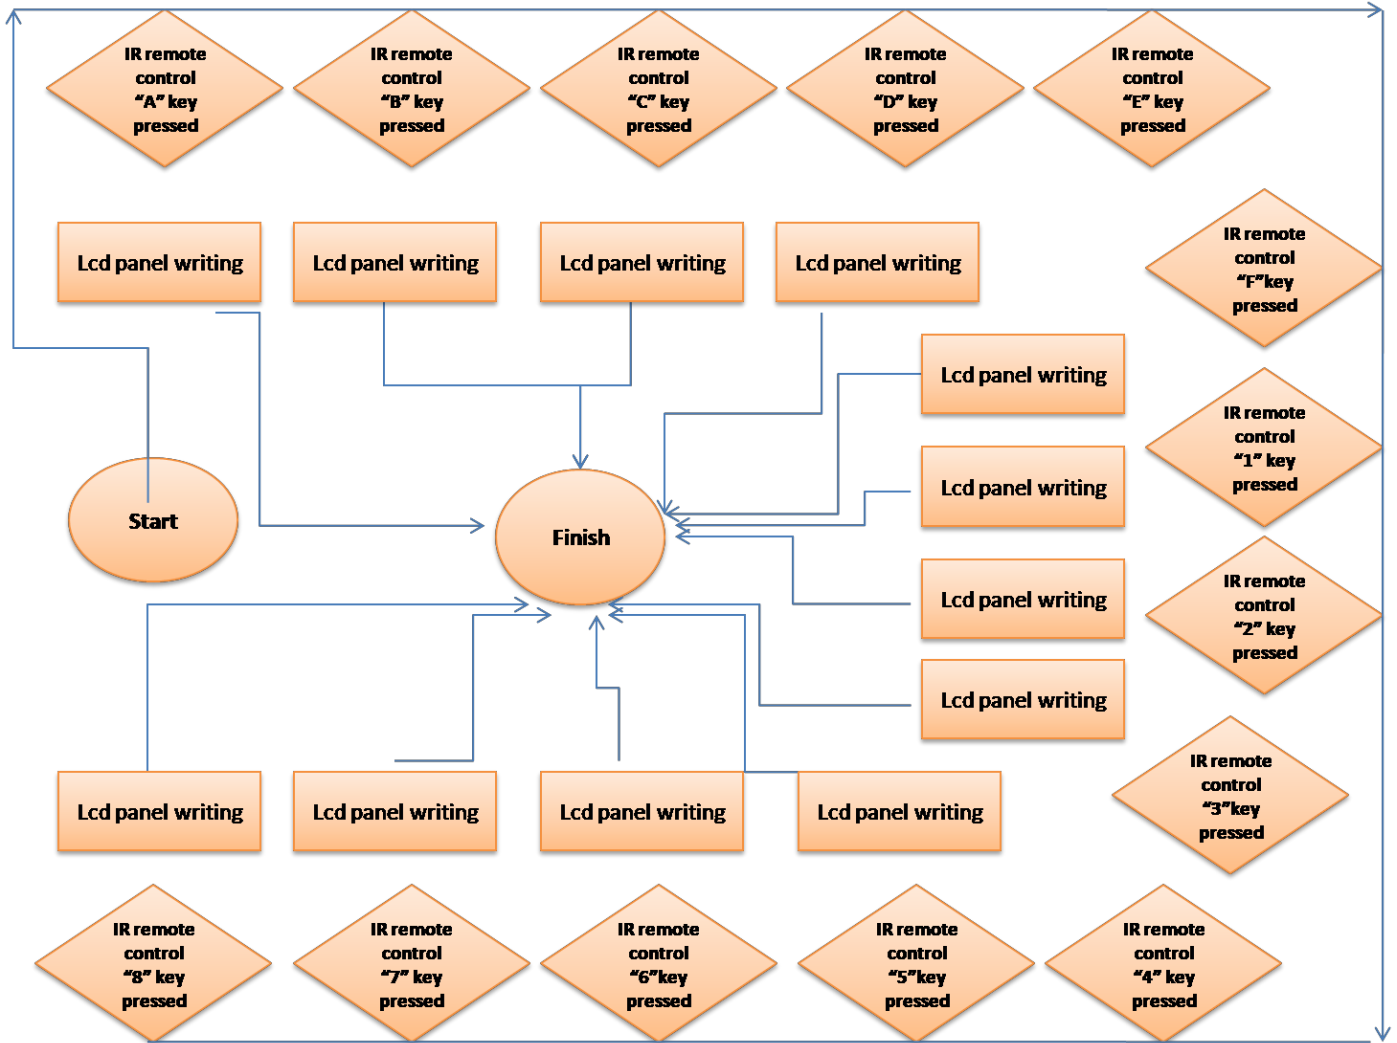 IR remote
control
“A” key
pressed
IR remote
control
“B” key
pressed
IR remote
control
“C” key
pressed
IR remote
control
“D” key
pressed
IR remote
control
“E” key
pressed
Lcd panel writing
Lcd panel writing
Lcd panel writing
Lcd panel writing
IR remote
control
“F”key
pressed
Lcd panel writing
IR remote
control
“1” key
pressed
Lcd panel writing
Start
Finish
Lcd panel writing
IR remote
control
“2” key
pressed
Lcd panel writing
IR remote
control
“3”key
pressed
Lcd panel writing
Lcd panel writing
Lcd panel writing
Lcd panel writing
IR remote
control
“8” key
pressed
IR remote
control
“7” key
pressed
IR remote
control
“6”key
pressed
IR remote
control
“5”key
pressed
IR remote
control
“4” key
pressed